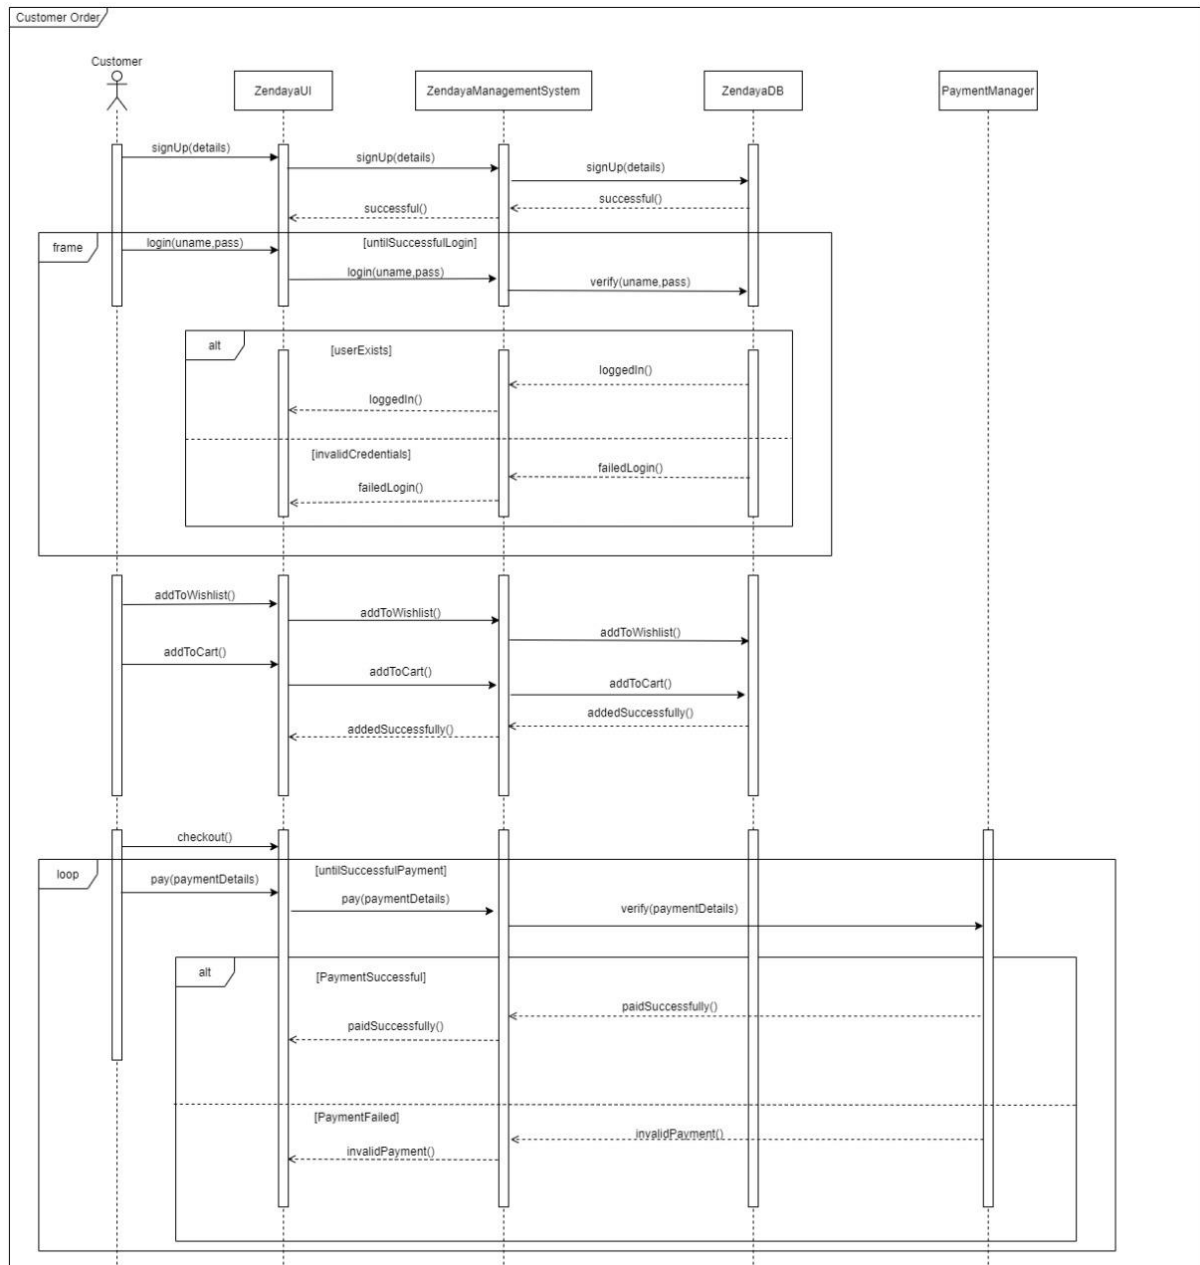 Customer Order
Customer
ZendayaUI
ZendayaManagementSystem
ZendayaDB
PaymentManager
signUp(details)
signUp(details)
signUp(details)
successful()
successful()
frame
login(uname,pass)
[untilSuccessfulLogin]
login(uname,pass)
verify(uname,pass)
alt
[userExists]
loggedIn()
loggedIn()
[invalidCredentials]
failedLogin()
failedLogin()
addToWishlist()
addToWishlist()
addToWishlist()
addToCart()
addToCart()
addToCart()
addedSuccessfully()
addedSuccessfully()
checkout()
loop
[untilSuccessfulPayment]
pay(paymentDetails)
pay(paymentDetails)
verify(paymentDetails)
alt
[PaymentSuccessful]
paidSuccessfully()
paidSuccessfully()
[PaymentFailed]
invalidPayment()
invalidPayment()